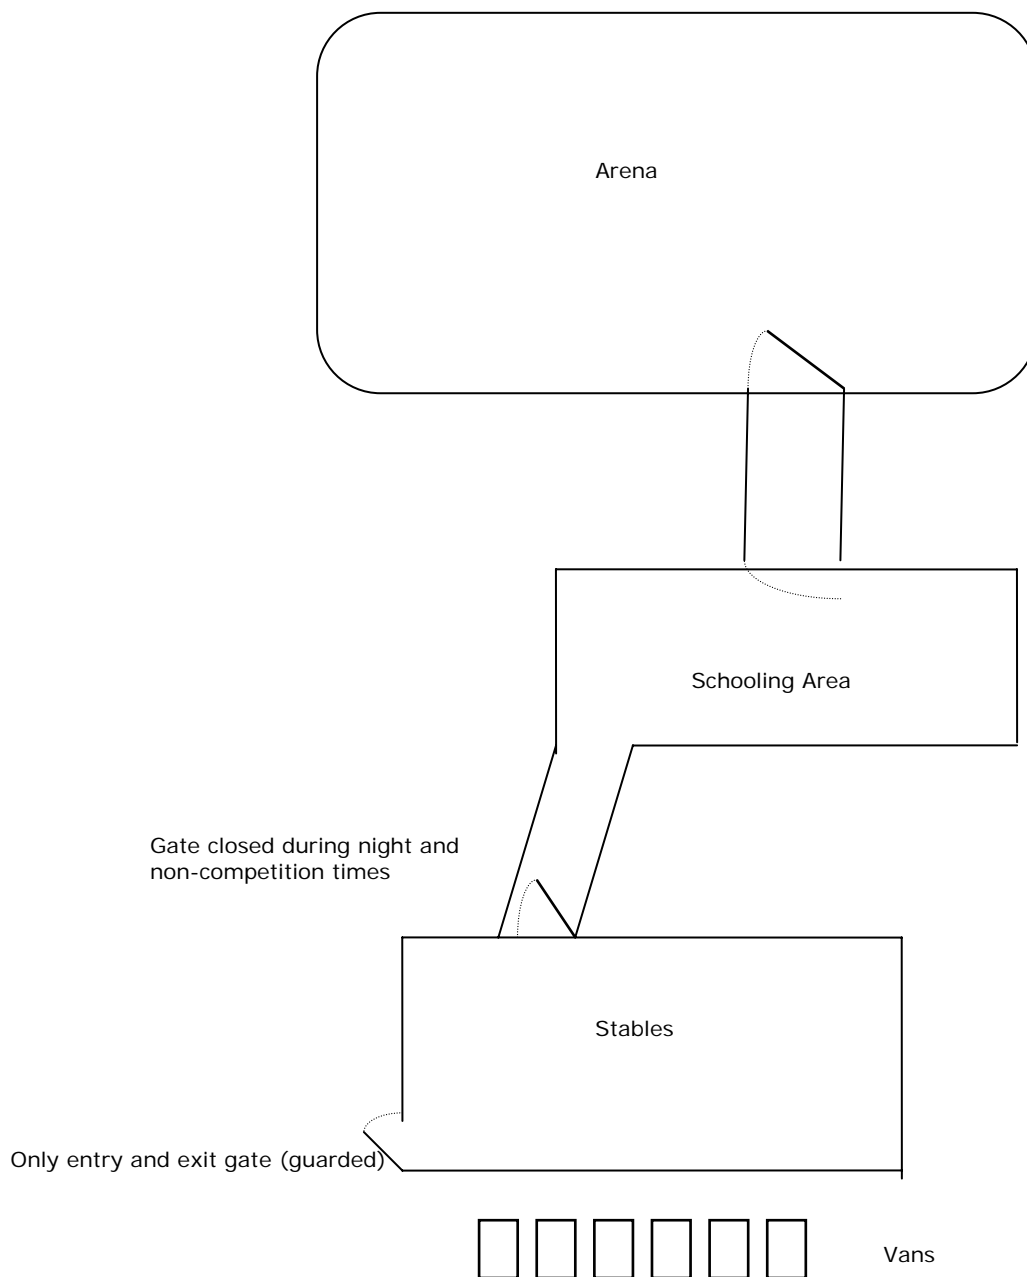 Arena
Schooling Area
Gate closed during night and
non-competition times
Stables
Only entry and exit gate (guarded)
Vans